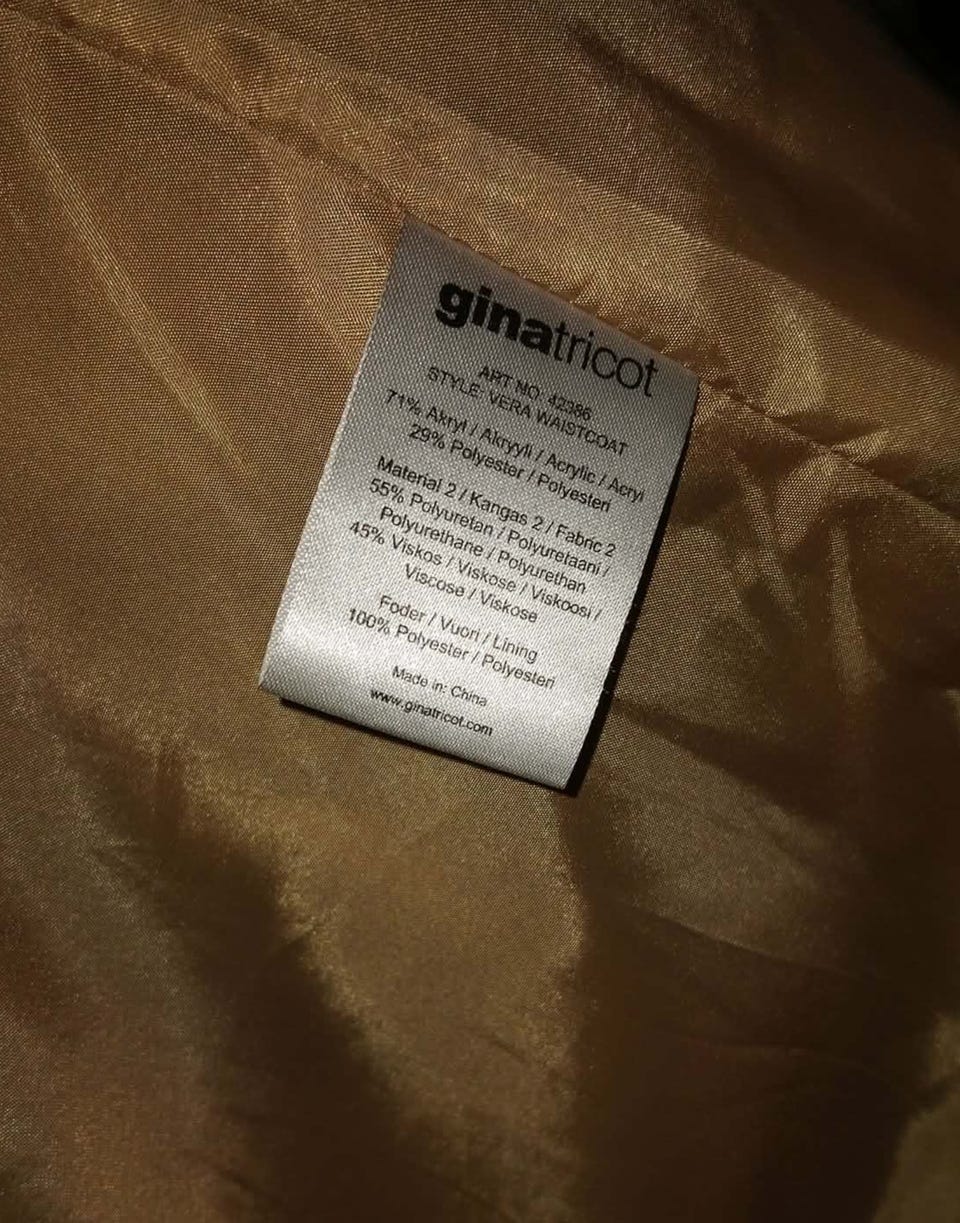 ginatricot
ART NO: 42386
STYLE: VERA WAISTCOAT
71% Akryl / Akryyli / Acrylic / Acryl
29% Polyester / Polyesteri
Material 2 / Kangas 2 / Fabric 2
55% Polyuretan / Polyuretaani /
Polyurethane / Polyurethan
45% Viskos / Viskose / Viskoosi /
Viscose / Viskose
Foder / Vuori / Lining
100% Polyester / Polyesteri
Made in: China
www.ginatricot.com